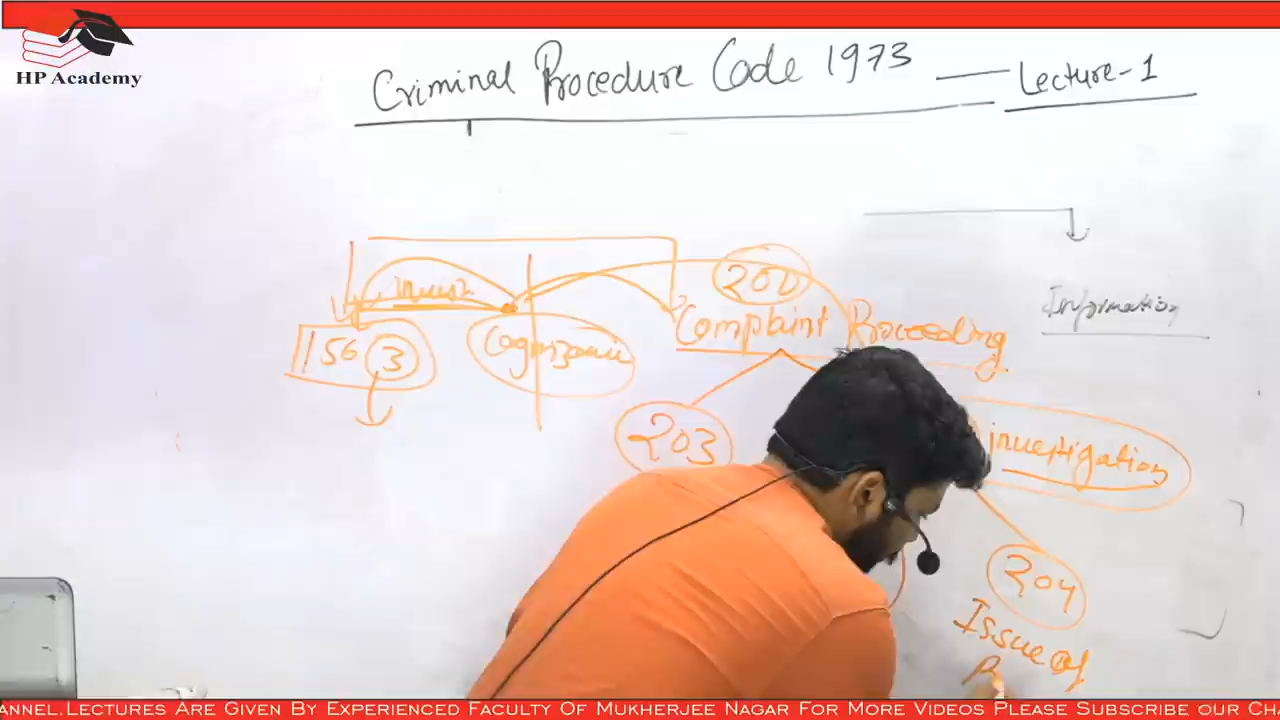 HP Academy
Criminal Procedure Code 1973 — Lecture-1
200
Information
156 3
Cognizance
Complaint Proceeding
203
investigation
204
Issue of
P
ANNEL.LECTURES ARE GIVEN BY EXPERIENCED FACULTY OF MUKHERJEE NAGAR FOR MORE VIDEOS PLEASE SUBSCRIBE OUR CHA